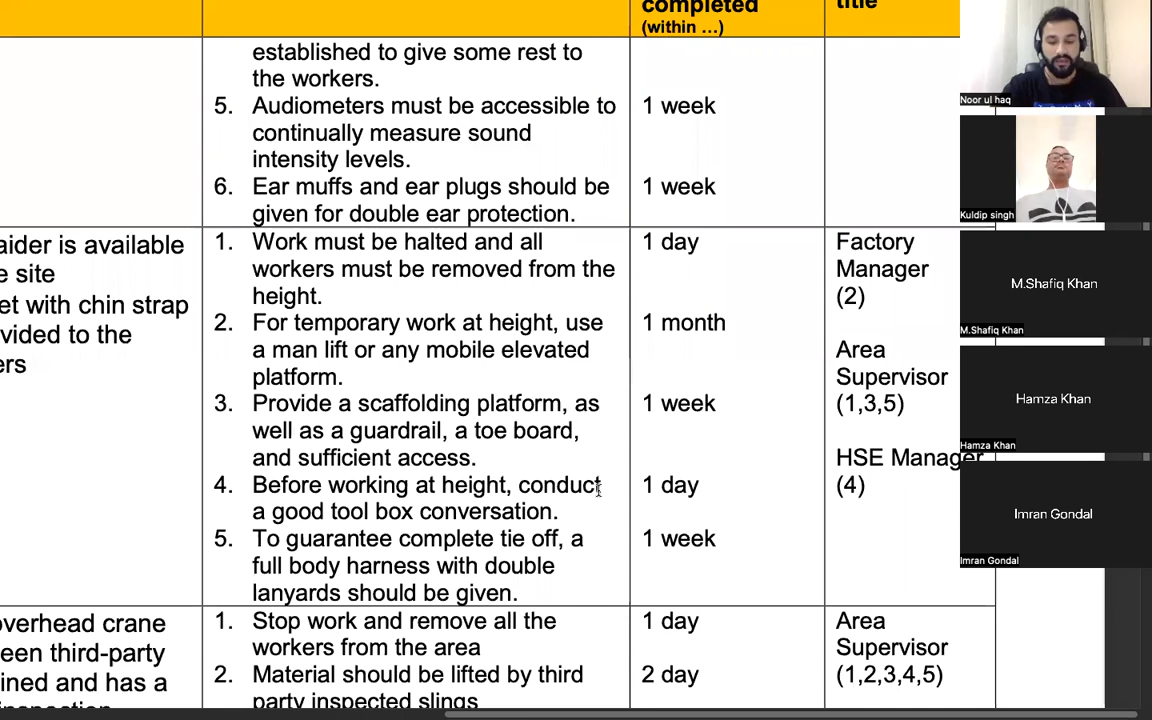 completed
(within ...)
title
established to give some rest to
the workers.
5. Audiometers must be accessible to
continually measure sound
intensity levels.
1 week
6. Ear muffs and ear plugs should be
given for double ear protection.
1 week
aider is available
e site
et with chin strap
vided to the
ers
1. Work must be halted and all
workers must be removed from the
height.
1 day
2. For temporary work at height, use
a man lift or any mobile elevated
platform.
1 month
3. Provide a scaffolding platform, as
well as a guardrail, a toe board,
and sufficient access.
1 week
4. Before working at height, conduct
a good tool box conversation.
1 day
5. To guarantee complete tie off, a
full body harness with double
lanyards should be given.
1 week
Factory
Manager
(2)
Area
Supervisor
(1,3,5)
HSE Manager
(4)
overhead crane
een third-party
ined and has a
1. Stop work and remove all the
workers from the area
1 day
2. Material should be lifted by third
party inspected slings
2 day
Area
Supervisor
(1,2,3,4,5)
Noor ul haq
Kuldip singh
M.Shafiq Khan
M.Shafiq Khan
Hamza Khan
Hamza Khan
Imran Gondal
Imran Gondal